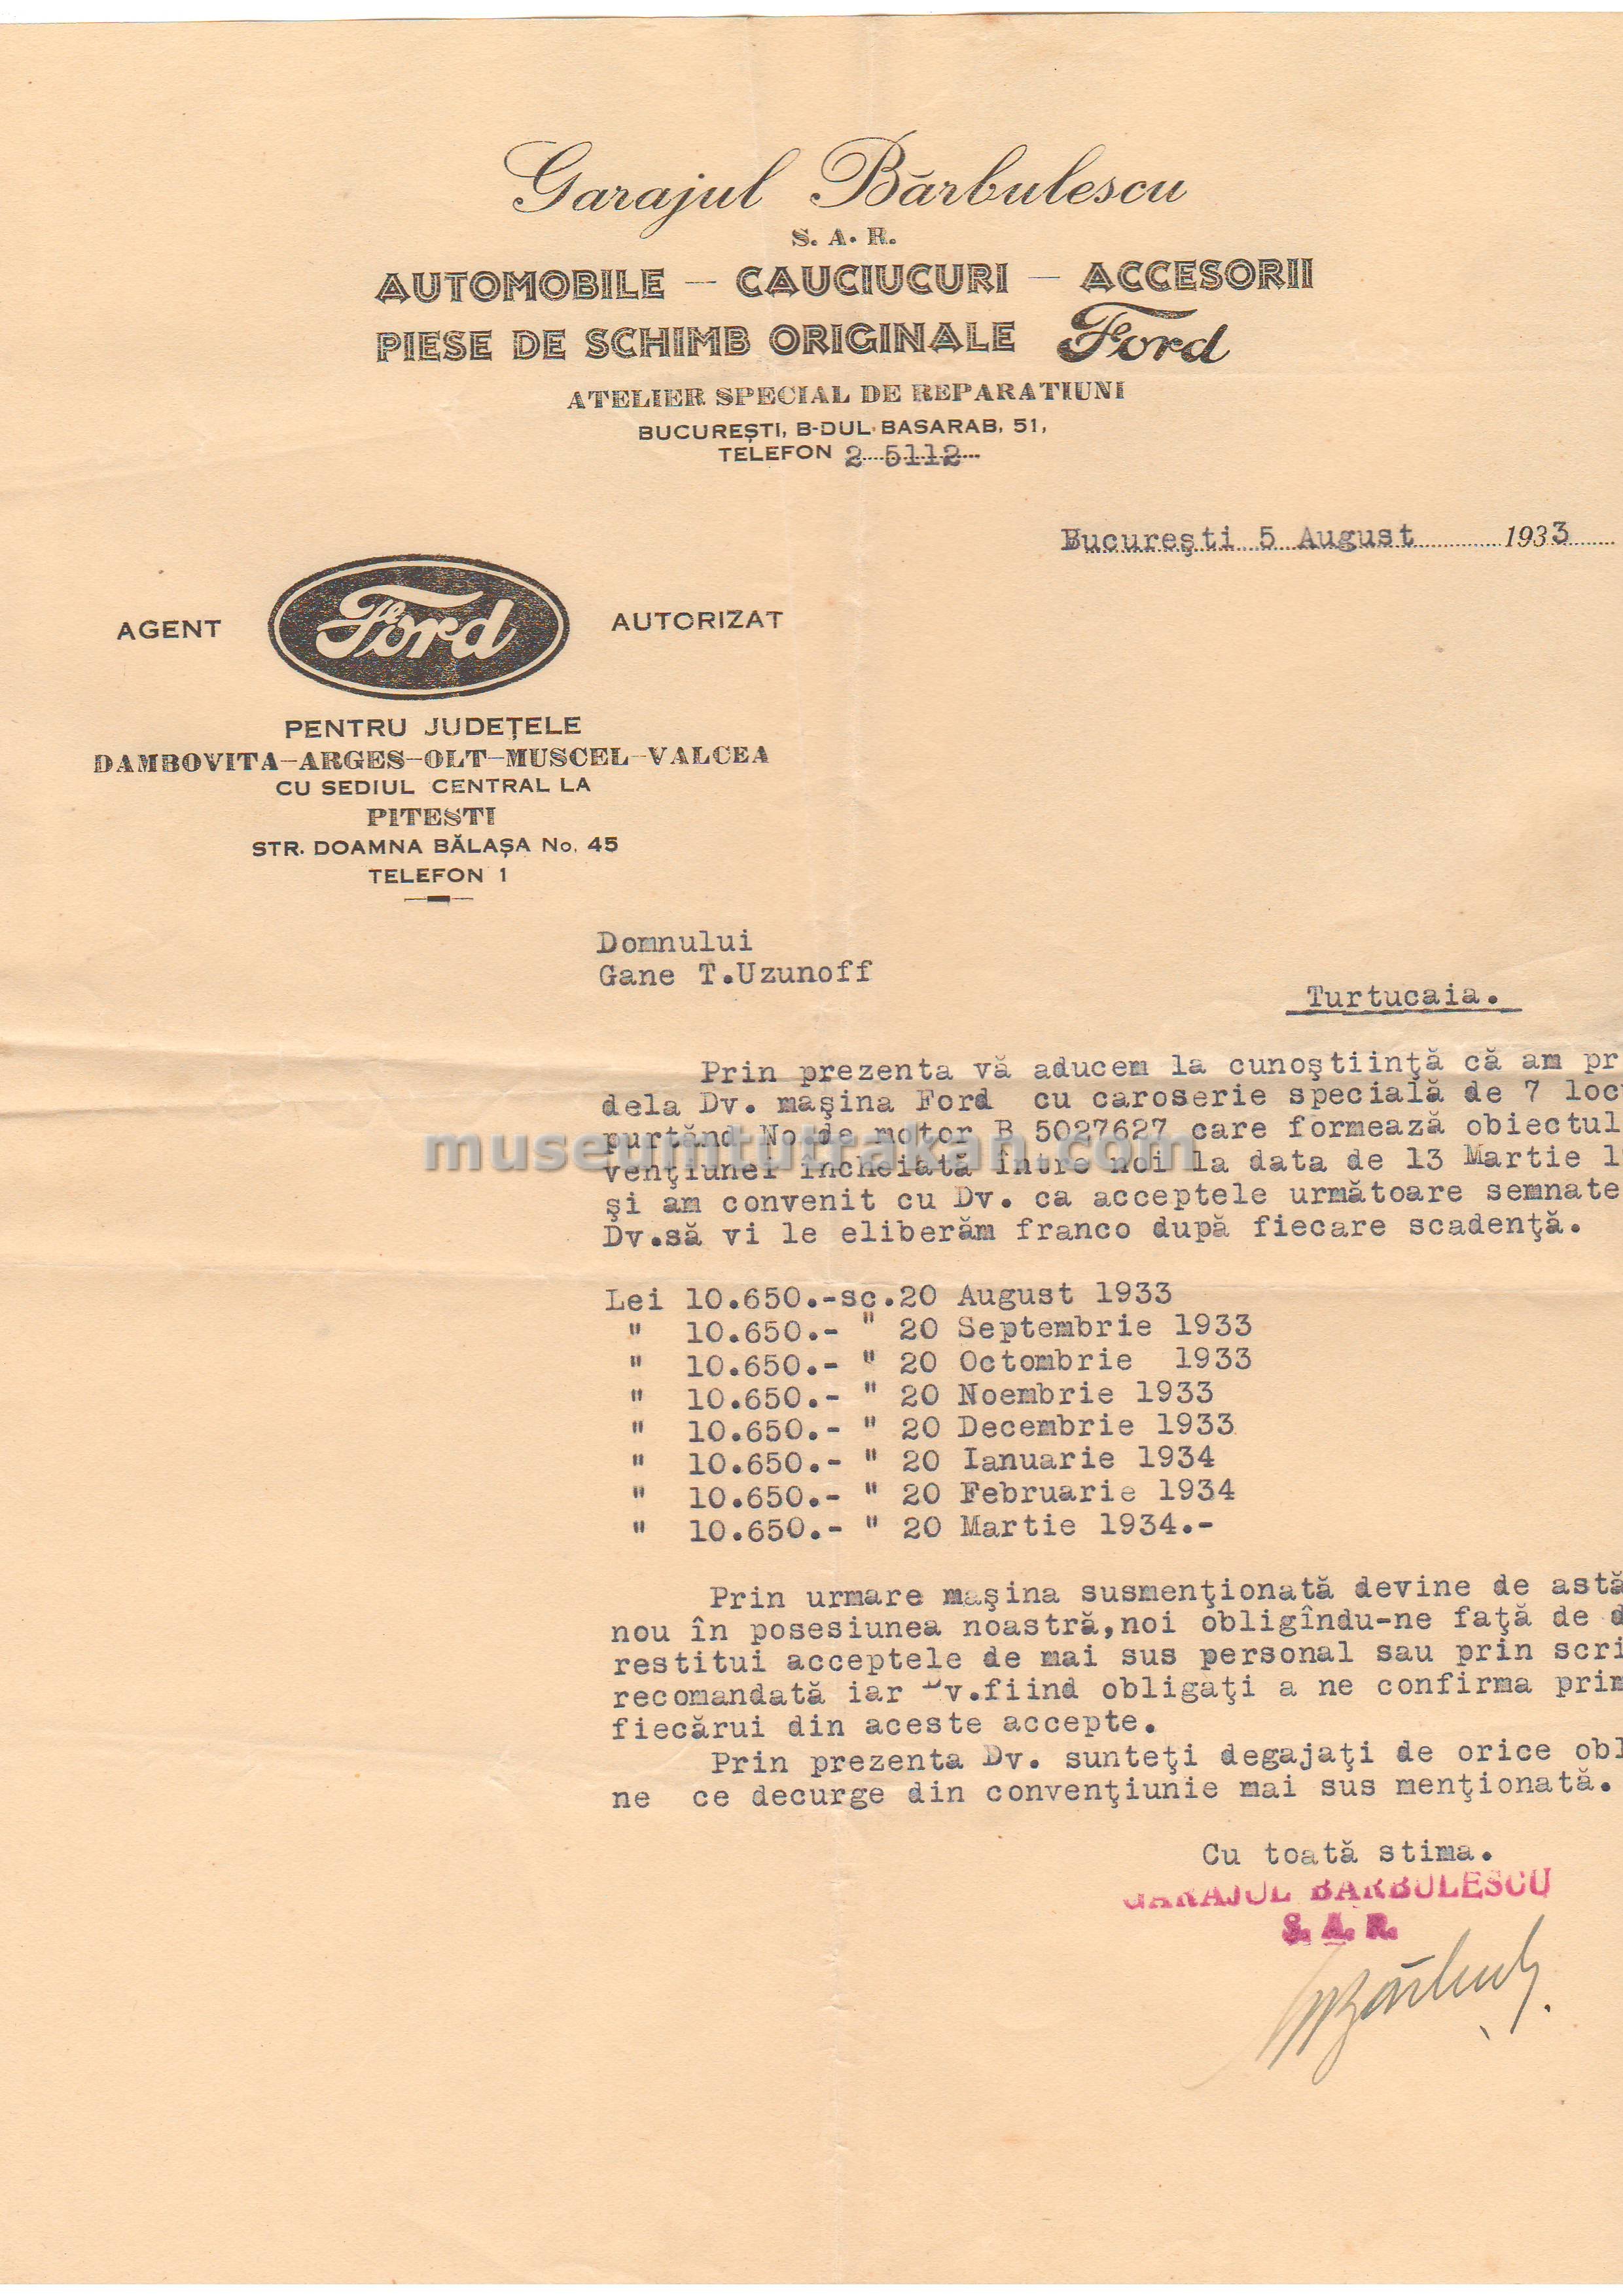 Garajul Bărbulescu
S. A. R.
AUTOMOBILE — CAUCIUCURI — ACCESORII
PIESE DE SCHIMB ORIGINALE Ford
ATELIER SPECIAL DE REPARATIUNI
BUCUREŞTI, B-DUL BASARAB, 51,
TELEFON 2 5112
Bucureşti 5 August 1933
AGENT Ford AUTORIZAT
PENTRU JUDEŢELE
DAMBOVITA-ARGES-OLT-MUSCEL-VALCEA
CU SEDIUL CENTRAL LA
PITESTI
STR. DOAMNA BĂLAŞA No. 45
TELEFON 1
Domnului
Gane T.Uzunoff
Turtucaia.
Prin prezenta vă aducem la cunoştiinţă că am pr
dela Dv. maşina Ford cu caroserie specială de 7 loc
purtănd No de motor B 5027627 care formează obiectul
venţiunei încheiată între noi la data de 13 Martie 1
şi am convenit cu Dv. ca acceptele următoare semnate
Dv.să vi le eliberăm franco după fiecare scadenţă.
museumtutrakan.com
Lei 10.650.-sc.20 August 1933
" 10.650.- " 20 Septembrie 1933
" 10.650.- " 20 Octombrie 1933
" 10.650.- " 20 Noembrie 1933
" 10.650.- " 20 Decembrie 1933
" 10.650.- " 20 Ianuarie 1934
" 10.650.- " 20 Februarie 1934
" 10.650.- " 20 Martie 1934.-
Prin urmare maşina susmenţionată devine de astă
nou în posesiunea noastră,noi obligîndu-ne faţă de d
restitui acceptele de mai sus personal sau prin scri
recomandată iar Dv.fiind obligaţi a ne confirma prim
fiecărui din aceste accepte.
Prin prezenta Dv. sunteţi degajaţi de orice obl
ne ce decurge din convenţiunie mai sus menţionată.
Cu toată stima.
GARAJUL BARBULESCU
S. A. R.